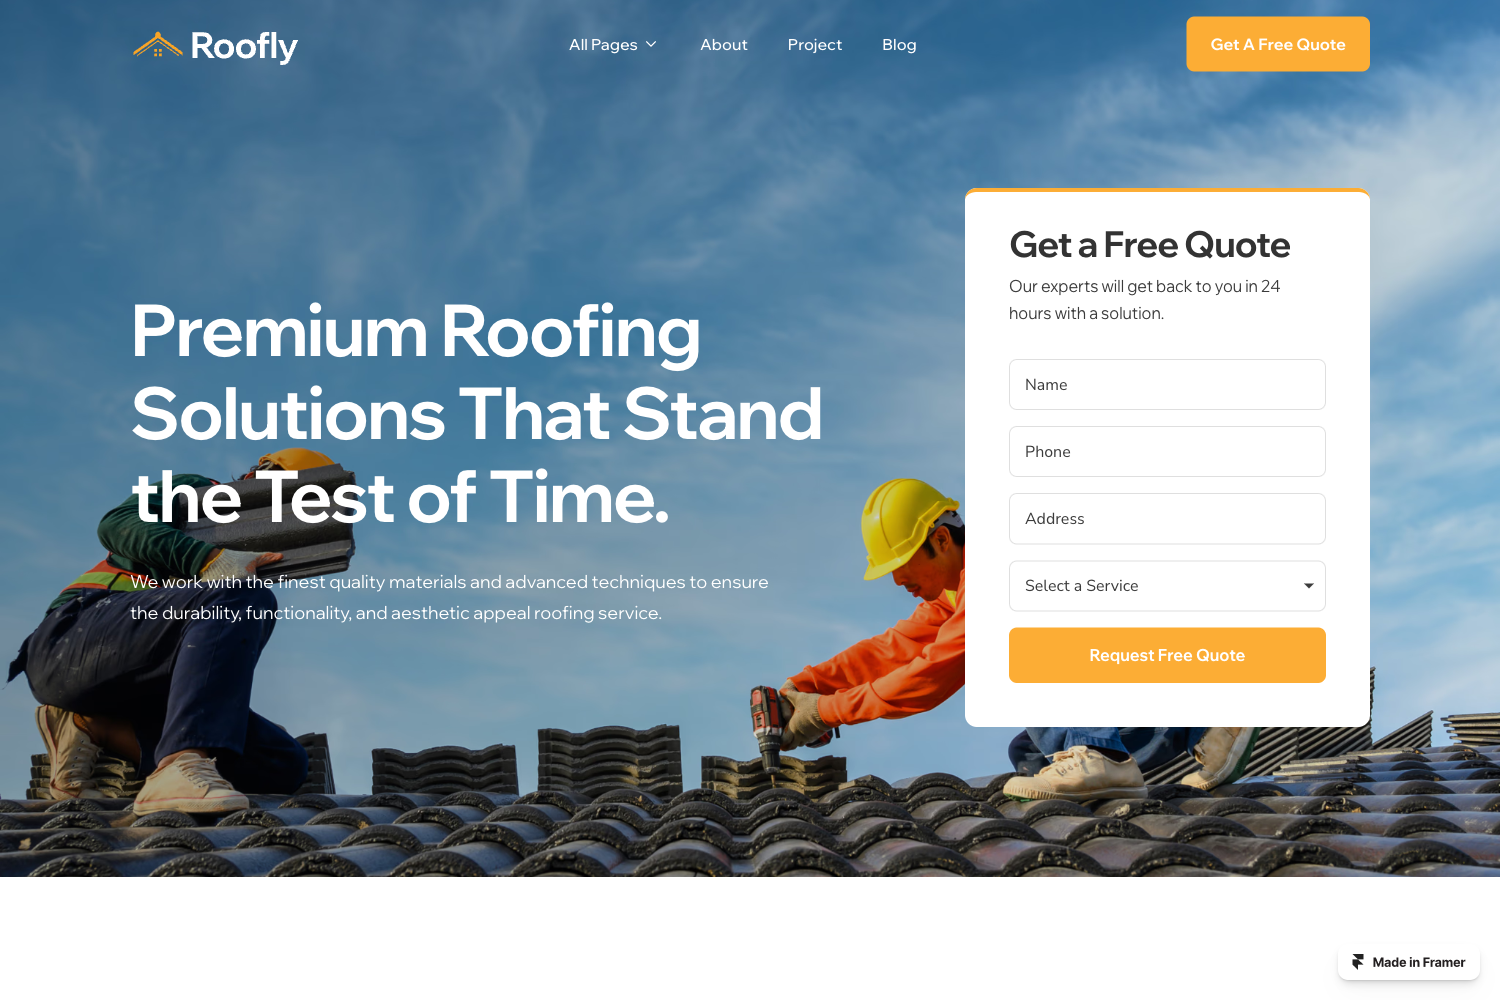 Roofly
All Pages
About
Project
Blog
Get A Free Quote
Premium Roofing
Solutions That Stand
the Test of Time.
We work with the finest quality materials and advanced techniques to ensure
the durability, functionality, and aesthetic appeal roofing service.
Get a Free Quote
Our experts will get back to you in 24
hours with a solution.
Name
Phone
Address
Select a Service
Request Free Quote
Made in Framer